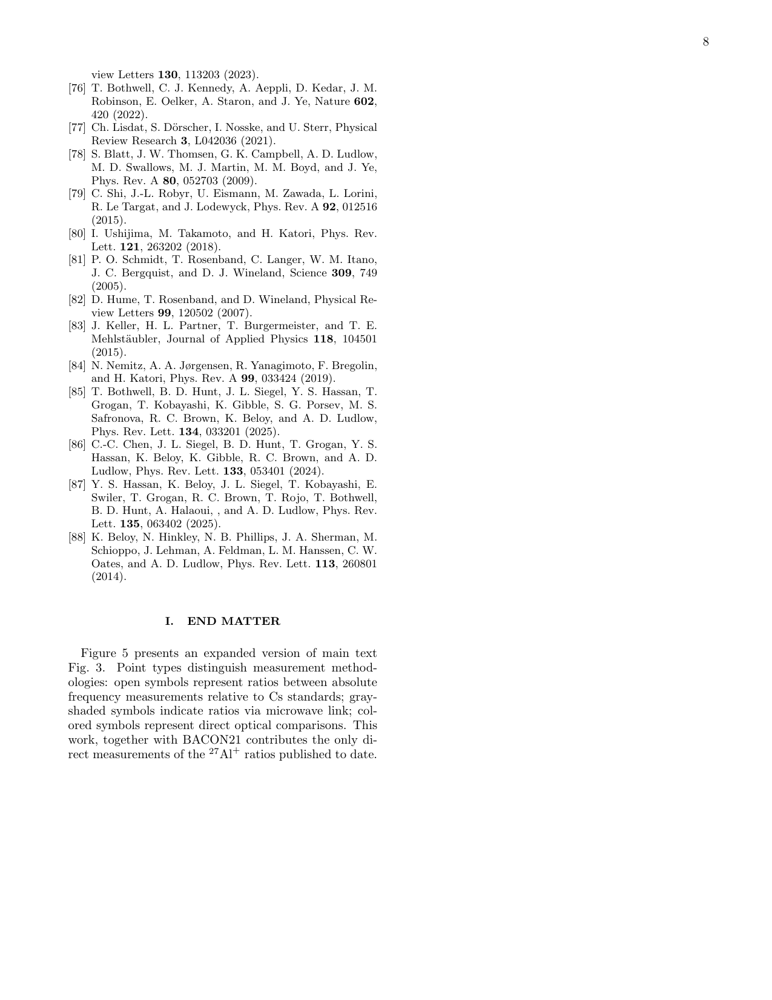 8
view Letters 130, 113203 (2023).
[76] T. Bothwell, C. J. Kennedy, A. Aeppli, D. Kedar, J. M.
Robinson, E. Oelker, A. Staron, and J. Ye, Nature 602,
420 (2022).
[77] Ch. Lisdat, S. Dörscher, I. Nosske, and U. Sterr, Physical
Review Research 3, L042036 (2021).
[78] S. Blatt, J. W. Thomsen, G. K. Campbell, A. D. Ludlow,
M. D. Swallows, M. J. Martin, M. M. Boyd, and J. Ye,
Phys. Rev. A 80, 052703 (2009).
[79] C. Shi, J.-L. Robyr, U. Eismann, M. Zawada, L. Lorini,
R. Le Targat, and J. Lodewyck, Phys. Rev. A 92, 012516
(2015).
[80] I. Ushijima, M. Takamoto, and H. Katori, Phys. Rev.
Lett. 121, 263202 (2018).
[81] P. O. Schmidt, T. Rosenband, C. Langer, W. M. Itano,
J. C. Bergquist, and D. J. Wineland, Science 309, 749
(2005).
[82] D. Hume, T. Rosenband, and D. Wineland, Physical Re-
view Letters 99, 120502 (2007).
[83] J. Keller, H. L. Partner, T. Burgermeister, and T. E.
Mehlstäubler, Journal of Applied Physics 118, 104501
(2015).
[84] N. Nemitz, A. A. Jørgensen, R. Yanagimoto, F. Bregolin,
and H. Katori, Phys. Rev. A 99, 033424 (2019).
[85] T. Bothwell, B. D. Hunt, J. L. Siegel, Y. S. Hassan, T.
Grogan, T. Kobayashi, K. Gibble, S. G. Porsev, M. S.
Safronova, R. C. Brown, K. Beloy, and A. D. Ludlow,
Phys. Rev. Lett. 134, 033201 (2025).
[86] C.-C. Chen, J. L. Siegel, B. D. Hunt, T. Grogan, Y. S.
Hassan, K. Beloy, K. Gibble, R. C. Brown, and A. D.
Ludlow, Phys. Rev. Lett. 133, 053401 (2024).
[87] Y. S. Hassan, K. Beloy, J. L. Siegel, T. Kobayashi, E.
Swiler, T. Grogan, R. C. Brown, T. Rojo, T. Bothwell,
B. D. Hunt, A. Halaoui, , and A. D. Ludlow, Phys. Rev.
Lett. 135, 063402 (2025).
[88] K. Beloy, N. Hinkley, N. B. Phillips, J. A. Sherman, M.
Schioppo, J. Lehman, A. Feldman, L. M. Hanssen, C. W.
Oates, and A. D. Ludlow, Phys. Rev. Lett. 113, 260801
(2014).
I. END MATTER
Figure 5 presents an expanded version of main text
Fig. 3. Point types distinguish measurement method-
ologies: open symbols represent ratios between absolute
frequency measurements relative to Cs standards; gray-
shaded symbols indicate ratios via microwave link; col-
ored symbols represent direct optical comparisons. This
work, together with BACON21 contributes the only di-
rect measurements of the ²⁷Al⁺ ratios published to date.